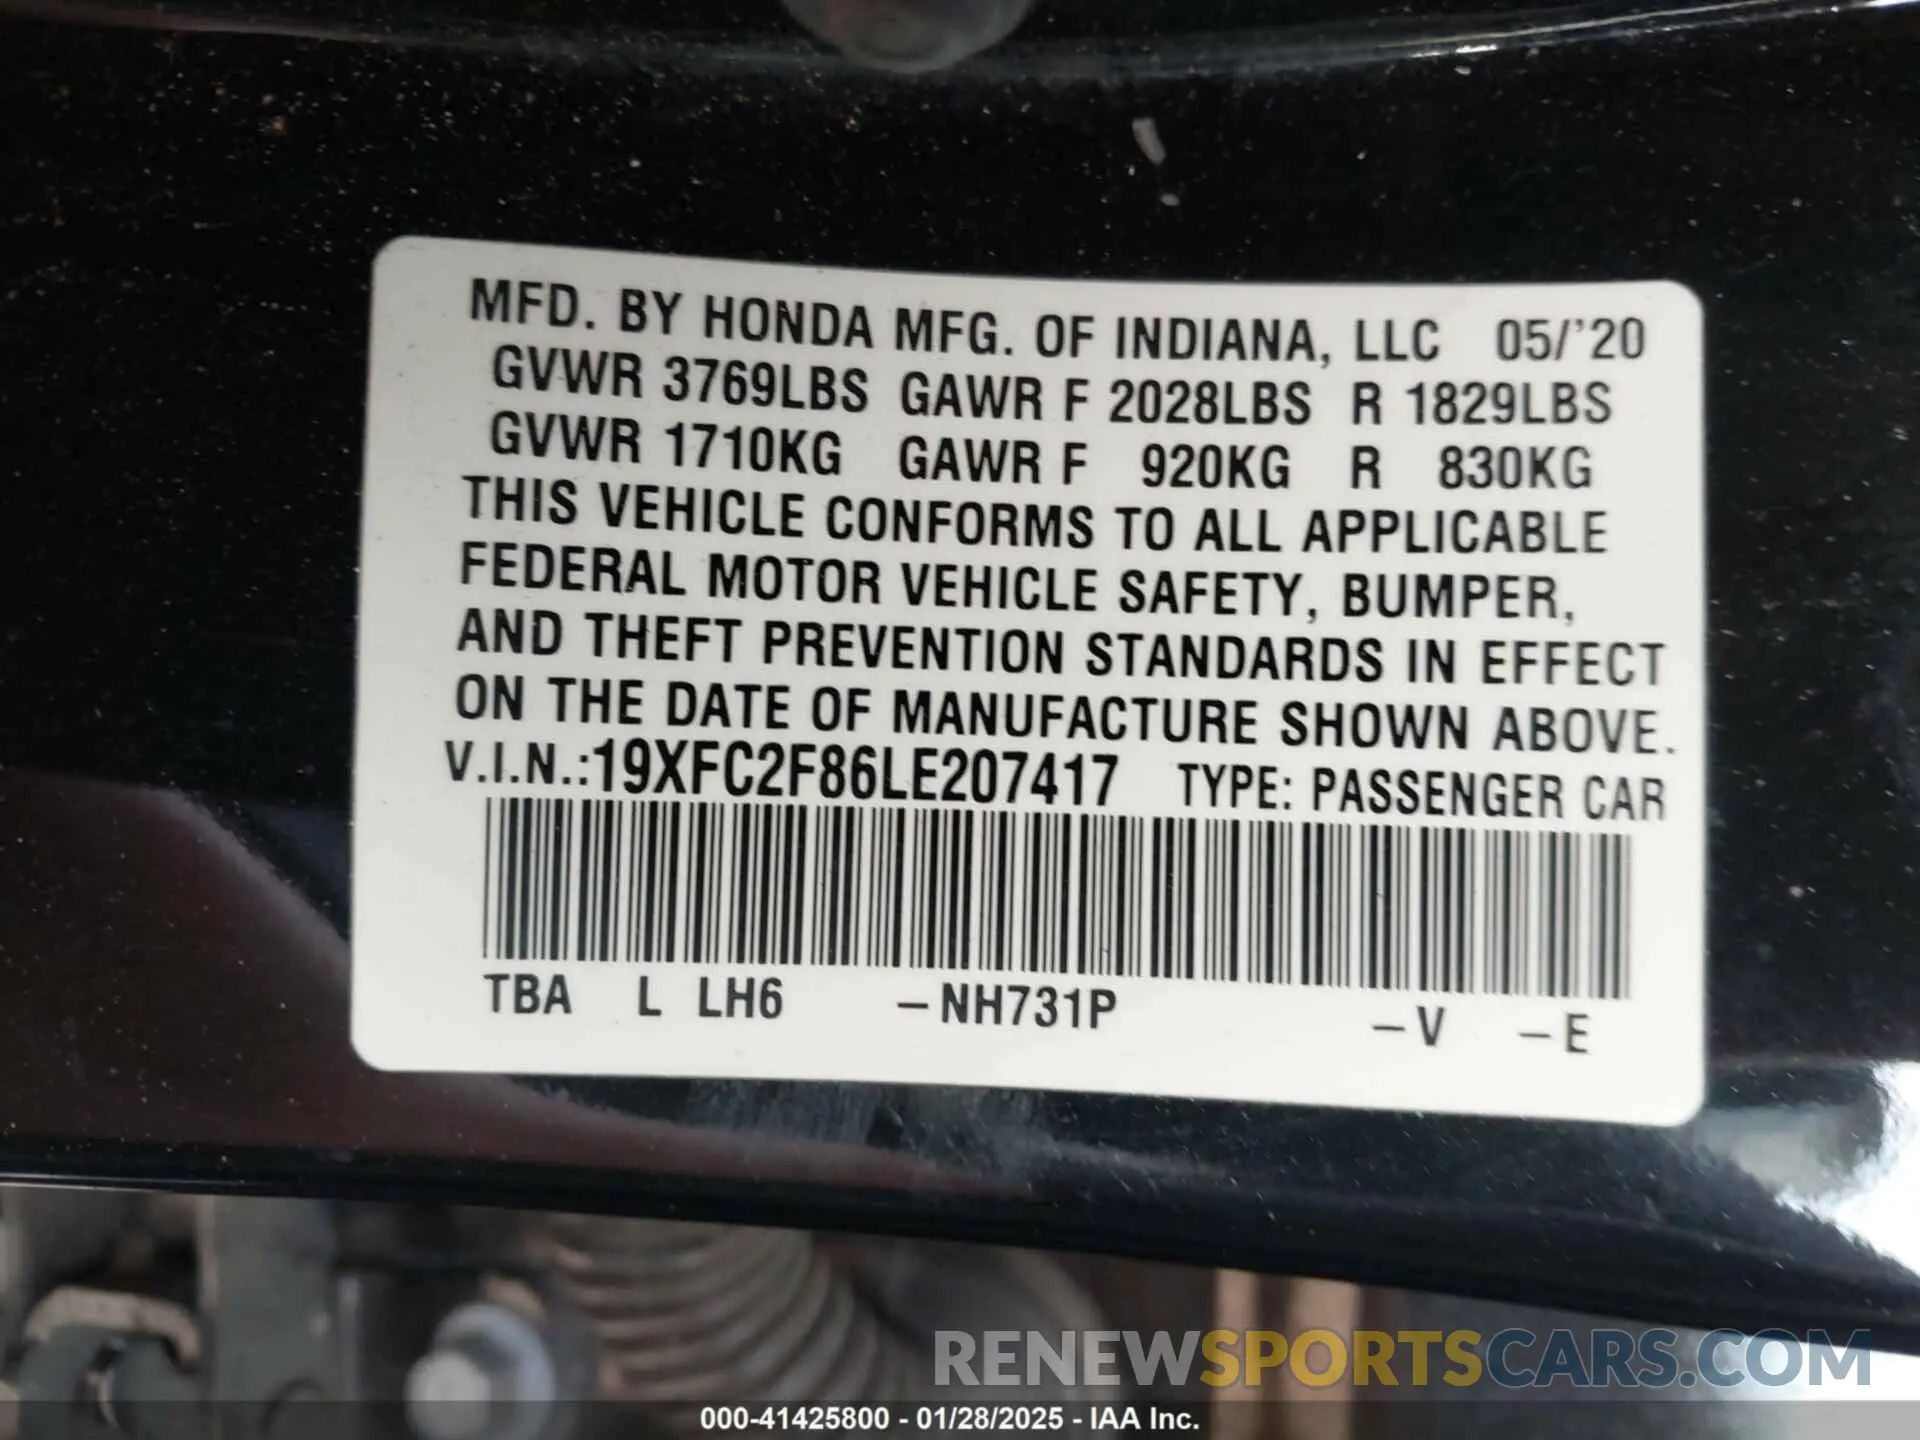 MFD. BY HONDA MFG. OF INDIANA, LLC 05/'20
GVWR 3769LBS GAWR F 2028LBS R 1829LBS
GVWR 1710KG GAWR F 920KG R 830KG
THIS VEHICLE CONFORMS TO ALL APPLICABLE
FEDERAL MOTOR VEHICLE SAFETY, BUMPER,
AND THEFT PREVENTION STANDARDS IN EFFECT
ON THE DATE OF MANUFACTURE SHOWN ABOVE.
V.I.N.:19XFC2F86LE207417 TYPE: PASSENGER CAR
TBA L LH6 –NH731P –V –E
RENEWSPORTSCARS.COM
000-41425800 - 01/28/2025 - IAA Inc.